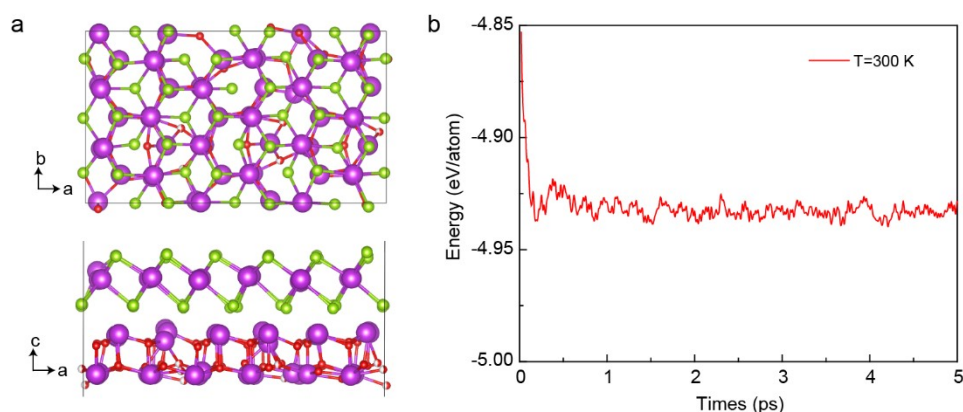 a
b
a
c
a
b
-4.85
-4.90
-4.95
-5.00
Energy (eV/atom)
T=300 K
0 1 2 3 4 5
Times (ps)